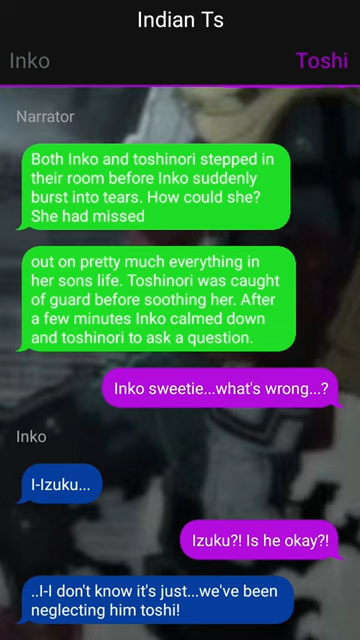 Indian Ts
Inko Toshi
Narrator
Both Inko and toshinori stepped in
their room before Inko suddenly
burst into tears. How could she?
She had missed
out on pretty much everything in
her sons life. Toshinori was caught
of guard before soothing her. After
a few minutes Inko calmed down
and toshinori to ask a question.
Inko sweetie...what's wrong...?
Inko
I-Izuku...
Izuku?! Is he okay?!
..I-I don't know it's just...we've been
neglecting him toshi!